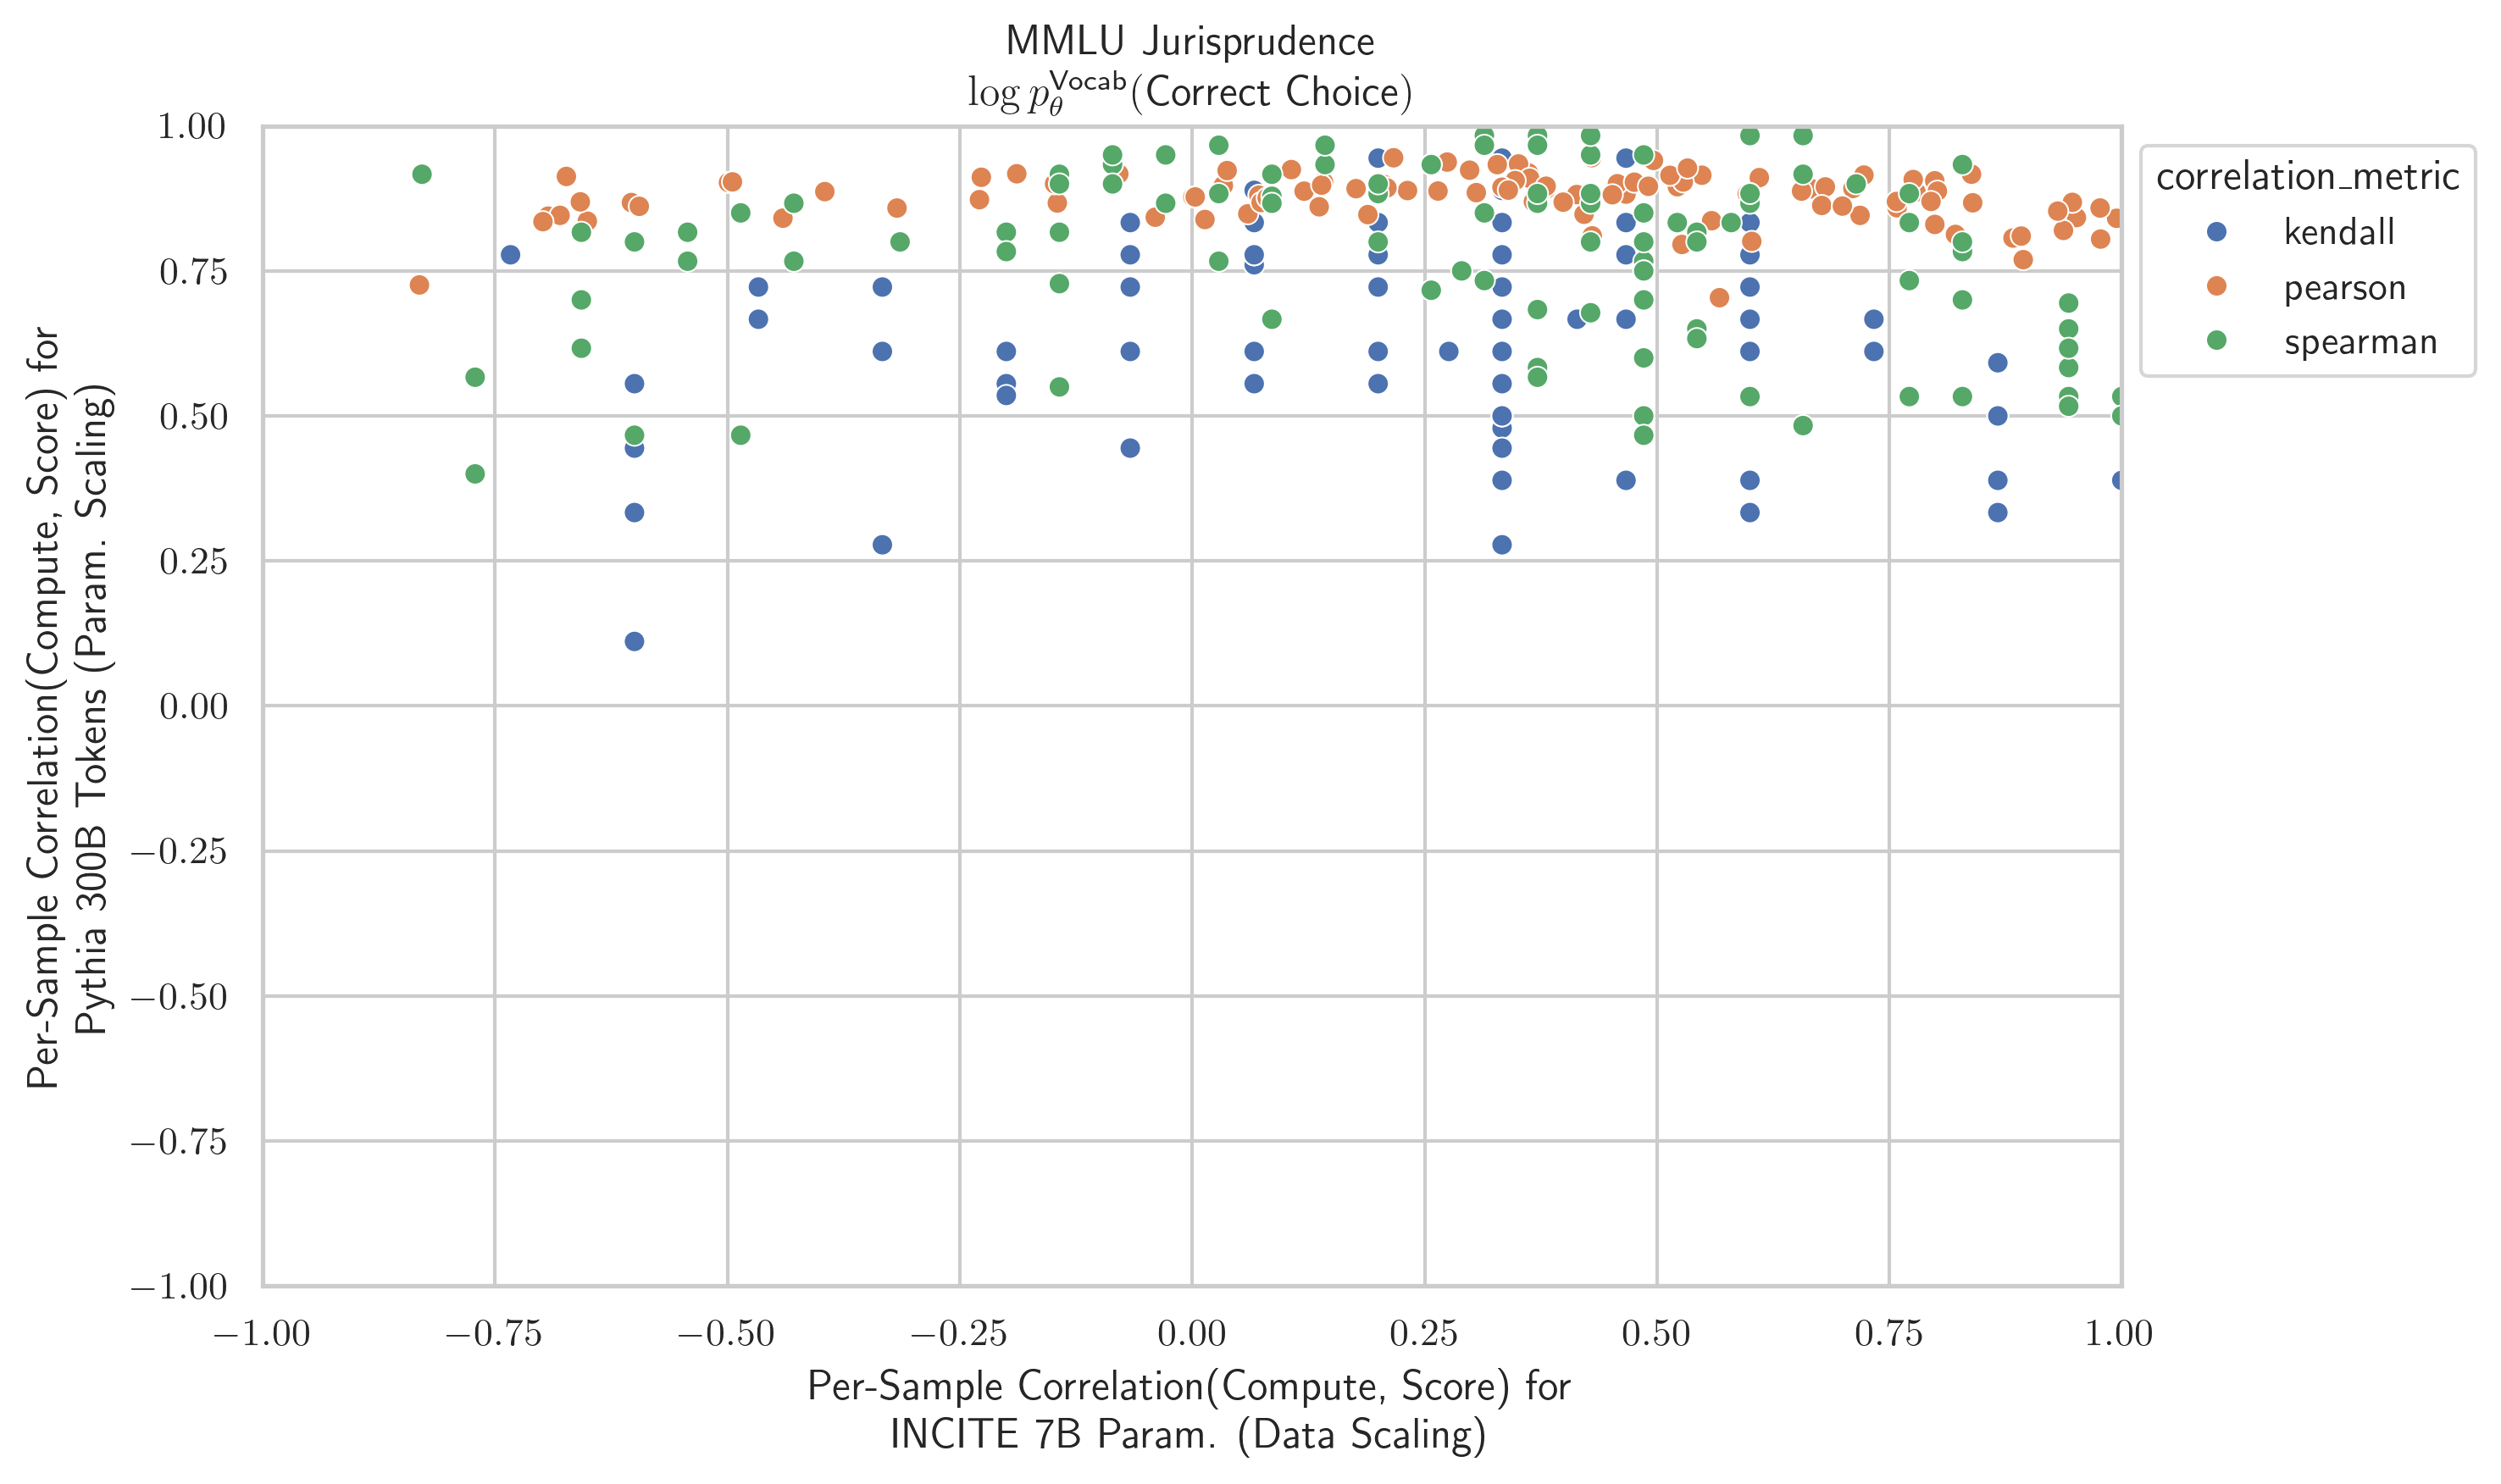 MMLU Jurisprudence
log p_θ^Vocab(Correct Choice)
1.00
0.75
0.50
0.25
0.00
−0.25
−0.50
−0.75
−1.00
Per-Sample Correlation(Compute, Score) for
Pythia 300B Tokens (Param. Scaling)
−1.00 −0.75 −0.50 −0.25 0.00 0.25 0.50 0.75 1.00
Per-Sample Correlation(Compute, Score) for
INCITE 7B Param. (Data Scaling)
correlation_metric
kendall
pearson
spearman